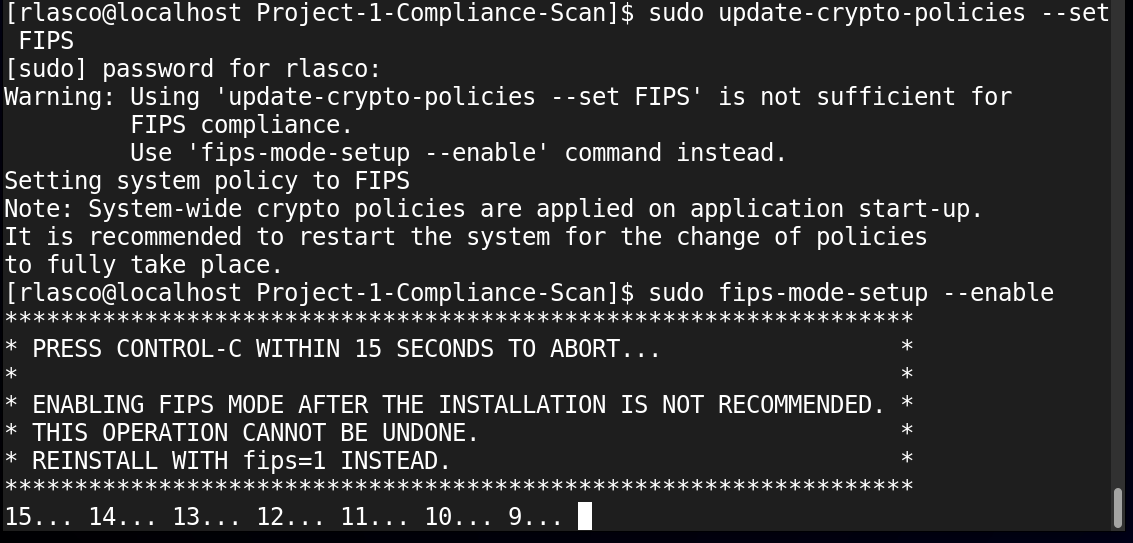 [rlasco@localhost Project-1-Compliance-Scan]$ sudo update-crypto-policies --set
 FIPS
[sudo] password for rlasco:
Warning: Using 'update-crypto-policies --set FIPS' is not sufficient for
         FIPS compliance.
         Use 'fips-mode-setup --enable' command instead.
Setting system policy to FIPS
Note: System-wide crypto policies are applied on application start-up.
It is recommended to restart the system for the change of policies
to fully take place.
[rlasco@localhost Project-1-Compliance-Scan]$ sudo fips-mode-setup --enable
*****************************************************************
* PRESS CONTROL-C WITHIN 15 SECONDS TO ABORT...                 *
*                                                               *
* ENABLING FIPS MODE AFTER THE INSTALLATION IS NOT RECOMMENDED. *
* THIS OPERATION CANNOT BE UNDONE.                              *
* REINSTALL WITH fips=1 INSTEAD.                                *
*****************************************************************
15... 14... 13... 12... 11... 10... 9...